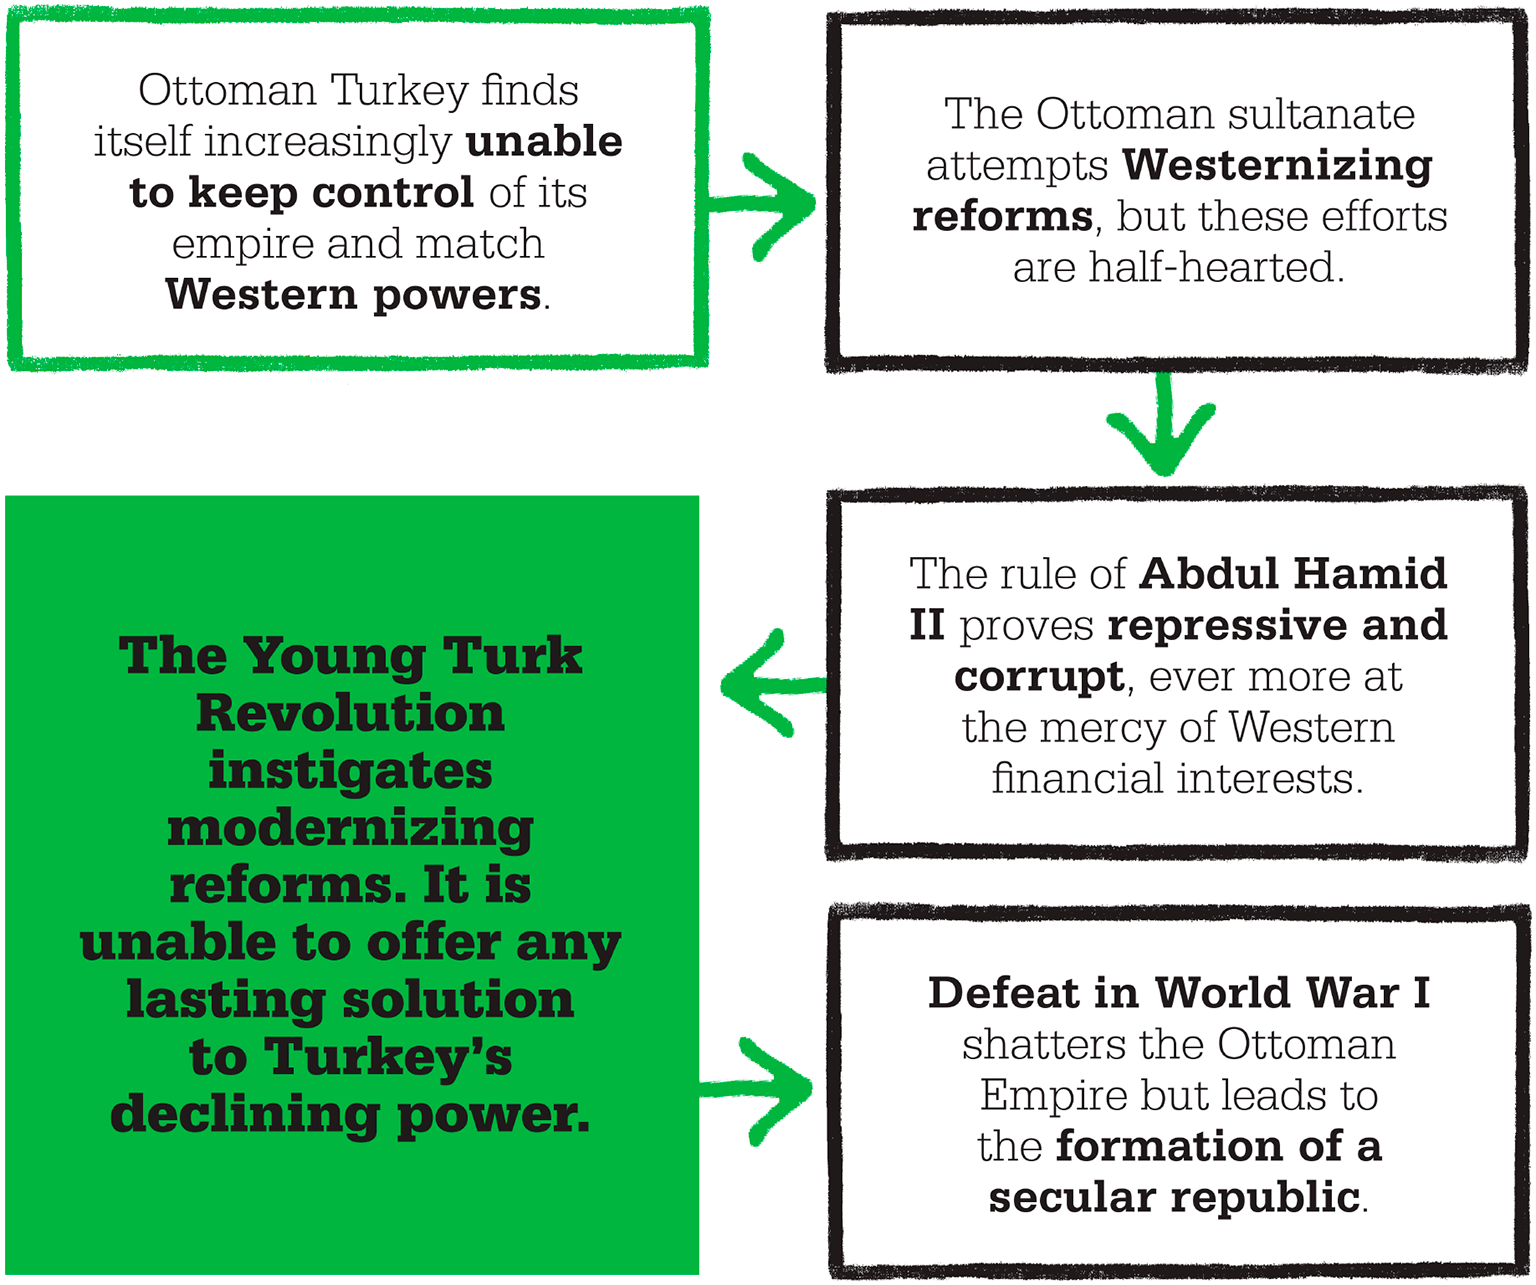 Ottoman Turkey finds
itself increasingly unable
to keep control of its
empire and match
Western powers.
The Ottoman sultanate
attempts Westernizing
reforms, but these efforts
are half-hearted.
The rule of Abdul Hamid
II proves repressive and
corrupt, ever more at
the mercy of Western
financial interests.
The Young Turk
Revolution
instigates
modernizing
reforms. It is
unable to offer any
lasting solution
to Turkey’s
declining power.
Defeat in World War I
shatters the Ottoman
Empire but leads to
the formation of a
secular republic.